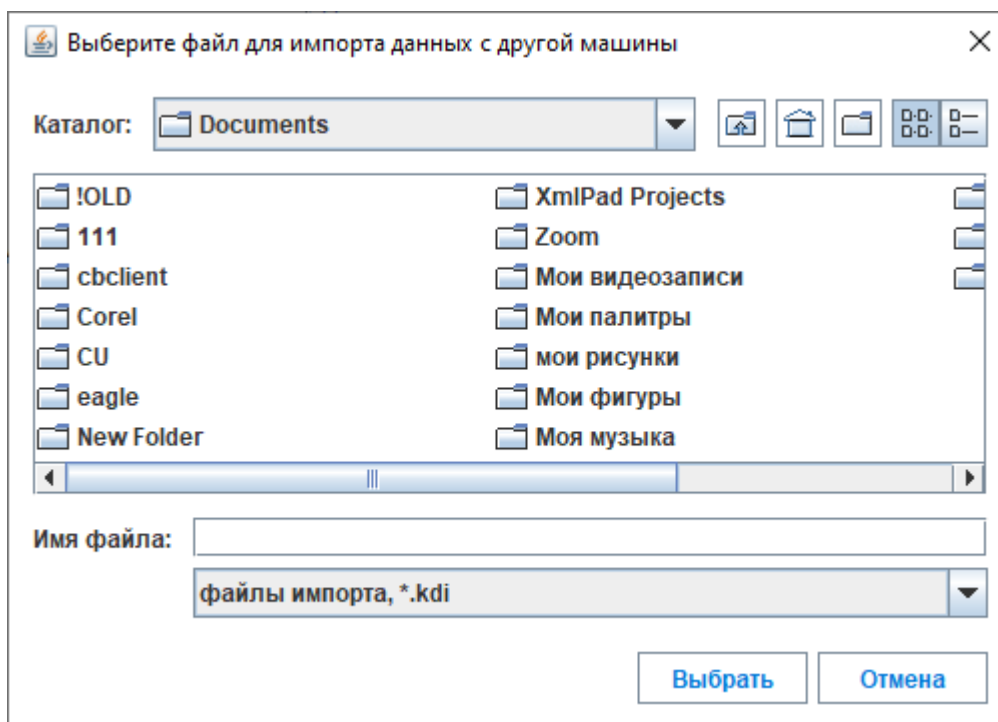 Выберите файл для импорта данных с другой машины
Каталог: Documents
!OLD
111
cbclient
Corel
CU
eagle
New Folder
XmlPad Projects
Zoom
Мои видеозаписи
Мои палитры
мои рисунки
Мои фигуры
Моя музыка
Имя файла:
файлы импорта, *.kdi
Выбрать Отмена